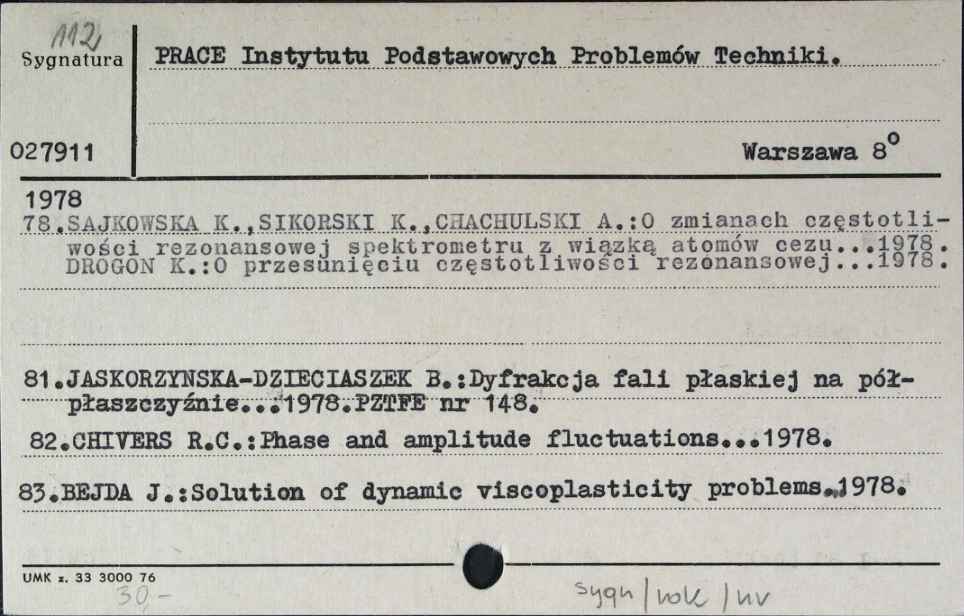 112
Sygnatura
PRACE Instytutu Podstawowych Problemów Techniki.
027911
Warszawa 8°
1978
78.SAJKOWSKA K.,SIKORSKI K.,CHACHULSKI A.:O zmianach częstotli-
wości rezonansowej spektrometru z wiązką atomów cezu...1978.
DROGOŃ K.:O przesunięciu częstotliwości rezonansowej...1978.
81.JASKORZYNSKA-DZIECIASZEK B.:Dyfrakcja fali płaskiej na pół-
płaszczyźnie...1978.PZTFE nr 148.
82.CHIVERS R.C.:Phase and amplitude fluctuations...1978.
83.BEJDA J.:Solution of dynamic viscoplasticity problems..1978.
UMK z. 33 3000 76
30,-
sygn/rok/nr